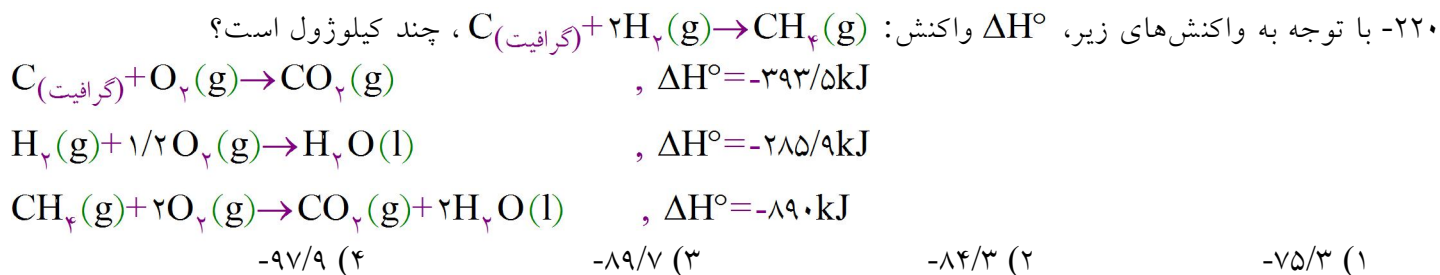 ۲۲۰- با توجه به واکنش‌های زیر، ΔH° واکنش: C(گرافیت)+۲H۲(g)→CH۴(g) ، چند کیلوژول است؟
C(گرافیت)+O۲(g)→CO۲(g) , ΔH°=-۳۹۳/۵kJ
H۲(g)+۱/۲O۲(g)→H۲O(l) , ΔH°=-۲۸۵/۹kJ
CH۴(g)+۲O۲(g)→CO۲(g)+۲H۲O(l) , ΔH°=-۸۹۰kJ
۱) -۷۵/۳ ۲) -۸۴/۳ ۳) -۸۹/۷ ۴) -۹۷/۹